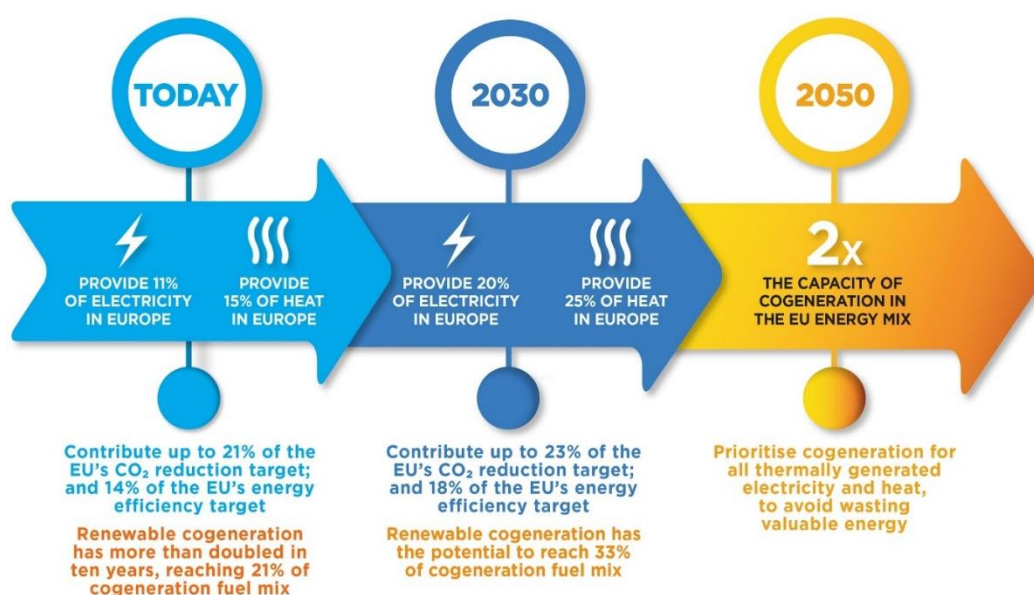 TODAY
2030
2050
PROVIDE 11%
OF ELECTRICITY
IN EUROPE
PROVIDE
15% OF HEAT
IN EUROPE
PROVIDE 20%
OF ELECTRICITY
IN EUROPE
PROVIDE
25% OF HEAT
IN EUROPE
2x
THE CAPACITY OF
COGENERATION IN
THE EU ENERGY MIX
Contribute up to 21% of the
EU's CO₂ reduction target;
and 14% of the EU's energy
efficiency target
Renewable cogeneration
has more than doubled in
ten years, reaching 21% of
cogeneration fuel mix
Contribute up to 23% of the
EU's CO₂ reduction target;
and 18% of the EU's energy
efficiency target
Renewable cogeneration has
the potential to reach 33%
of cogeneration fuel mix
Prioritise cogeneration for
all thermally generated
electricity and heat,
to avoid wasting
valuable energy